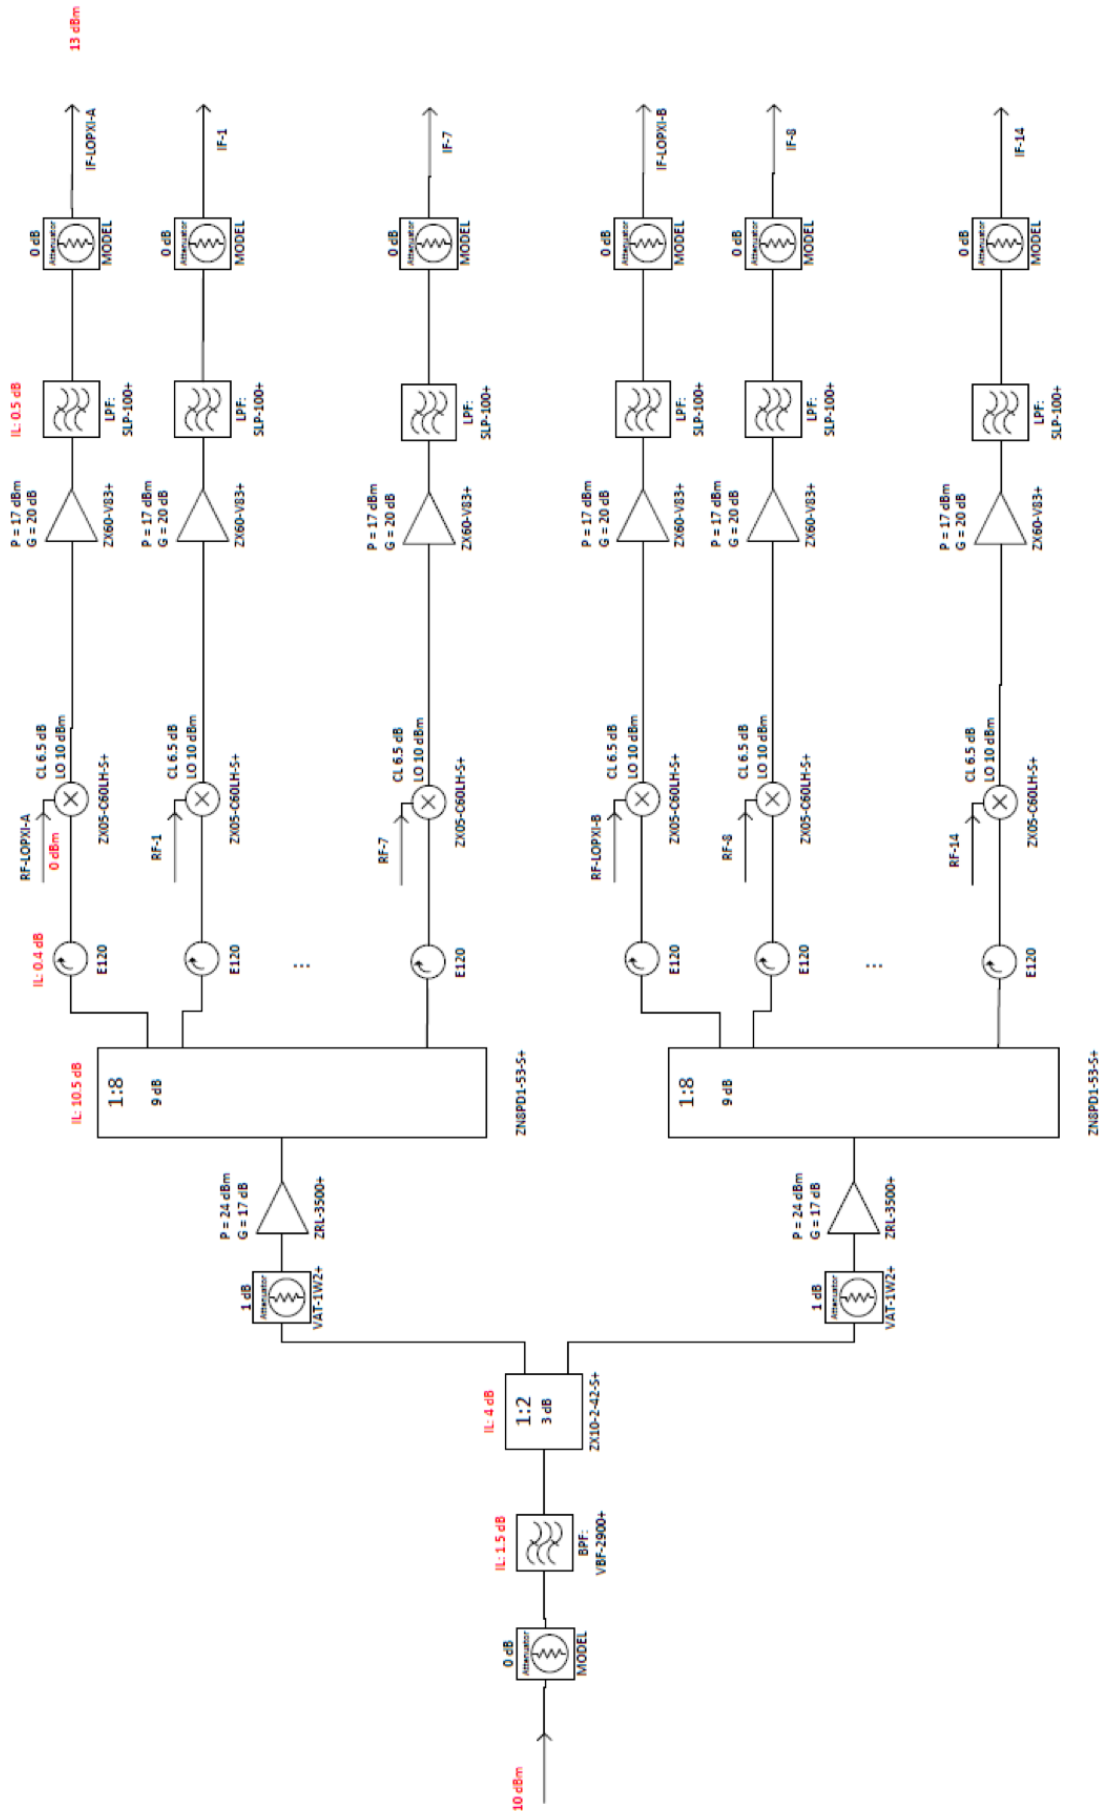 10 dBm
0 dB
Attenuator
MODEL
IL: 1.5 dB
BPF:
VBF-2900+
IL: 4 dB
1:2
3 dB
ZX10-2-42-S+
1 dB
Attenuator
VAT-1W2+
P = 24 dBm
G = 17 dB
ZRL-3500+
IL: 10.5 dB
1:8
9 dB
ZN8PD1-53-S+
IL: 0.4 dB
E120
RF-LOPXI-A
0 dBm
CL 6.5 dB
LO 10 dBm
ZX05-C60LH-S+
P = 17 dBm
G = 20 dB
ZX60-V83+
IL: 0.5 dB
LPF:
SLP-100+
0 dB
Attenuator
MODEL
IF-LOPXI-A
13 dBm
E120
RF-1
CL 6.5 dB
LO 10 dBm
ZX05-C60LH-S+
P = 17 dBm
G = 20 dB
ZX60-V83+
LPF:
SLP-100+
0 dB
Attenuator
MODEL
IF-1
...
E120
RF-7
CL 6.5 dB
LO 10 dBm
ZX05-C60LH-S+
P = 17 dBm
G = 20 dB
ZX60-V83+
LPF:
SLP-100+
0 dB
Attenuator
MODEL
IF-7
1 dB
Attenuator
VAT-1W2+
P = 24 dBm
G = 17 dB
ZRL-3500+
1:8
9 dB
ZN8PD1-53-S+
E120
RF-LOPXI-B
CL 6.5 dB
LO 10 dBm
ZX05-C60LH-S+
P = 17 dBm
G = 20 dB
ZX60-V83+
LPF:
SLP-100+
0 dB
Attenuator
MODEL
IF-LOPXI-B
E120
RF-8
CL 6.5 dB
LO 10 dBm
ZX05-C60LH-S+
P = 17 dBm
G = 20 dB
ZX60-V83+
LPF:
SLP-100+
0 dB
Attenuator
MODEL
IF-8
...
E120
RF-14
CL 6.5 dB
LO 10 dBm
ZX05-C60LH-S+
P = 17 dBm
G = 20 dB
ZX60-V83+
LPF:
SLP-100+
0 dB
Attenuator
MODEL
IF-14